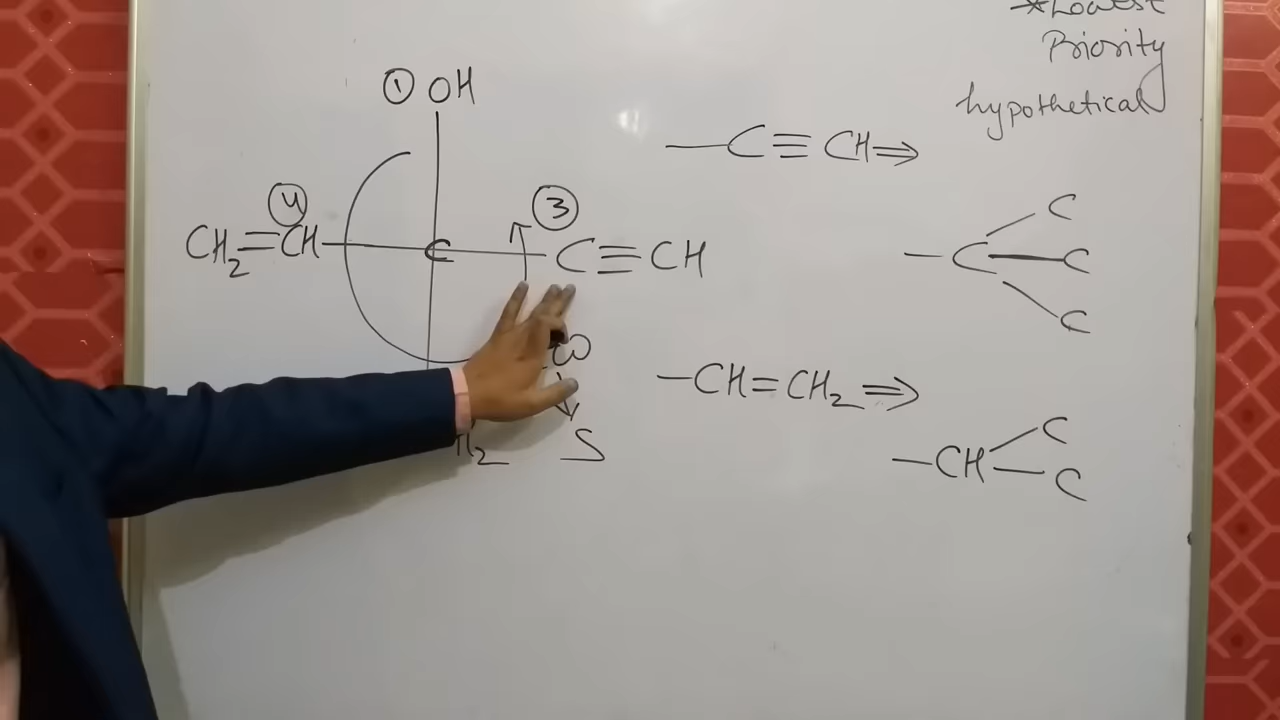 ① OH
④ ③
CH₂=CH C C≡CH
S
*Lowest
Priority
hypothetical
—C≡CH⇒
—C
C
C
C
—CH=CH₂⇒
—CH
C
C